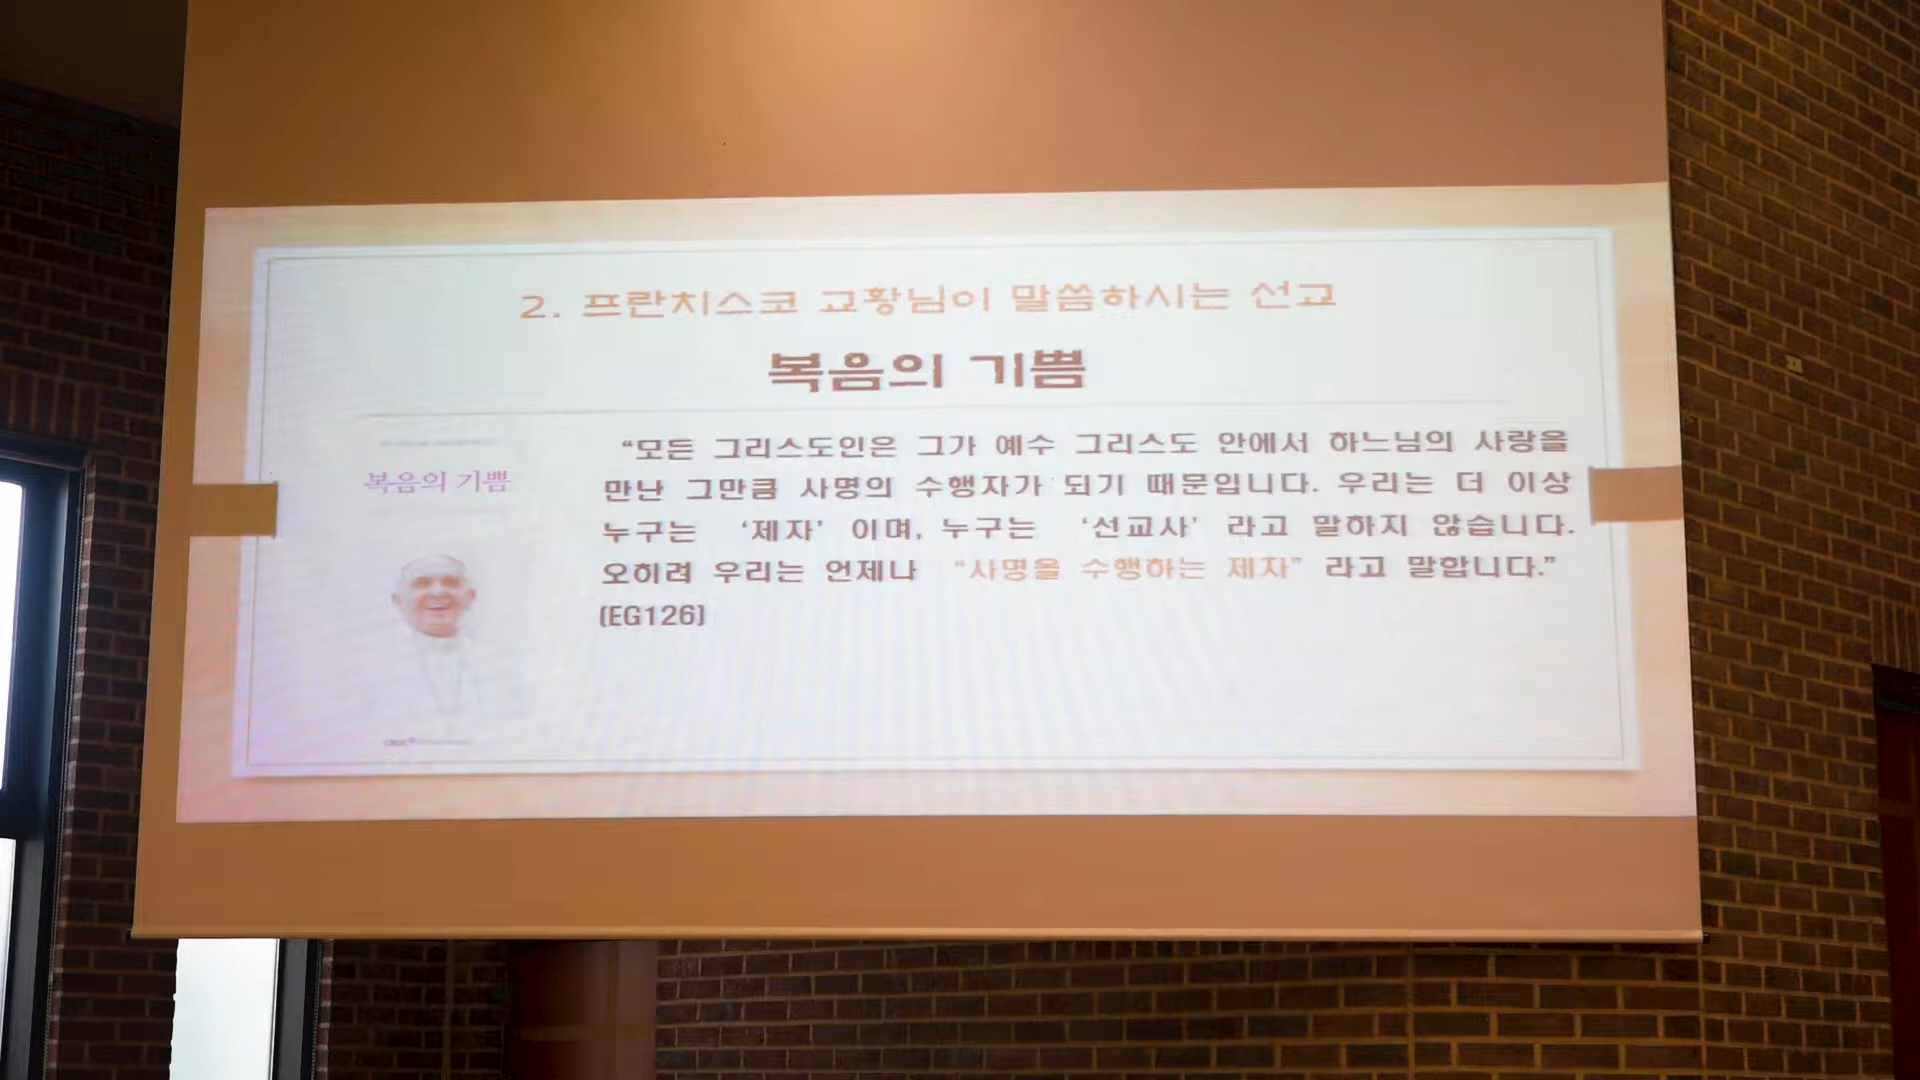 2. 프란치스코 교황님이 말씀하시는 선교
복음의 기쁨
복음의 기쁨
“모든 그리스도인은 그가 예수 그리스도 안에서 하느님의 사랑을
만난 그만큼 사명의 수행자가 되기 때문입니다. 우리는 더 이상
누구는 ‘제자’ 이며, 누구는 ‘선교사’ 라고 말하지 않습니다.
오히려 우리는 언제나 “사명을 수행하는 제자” 라고 말합니다.”
(EG126)